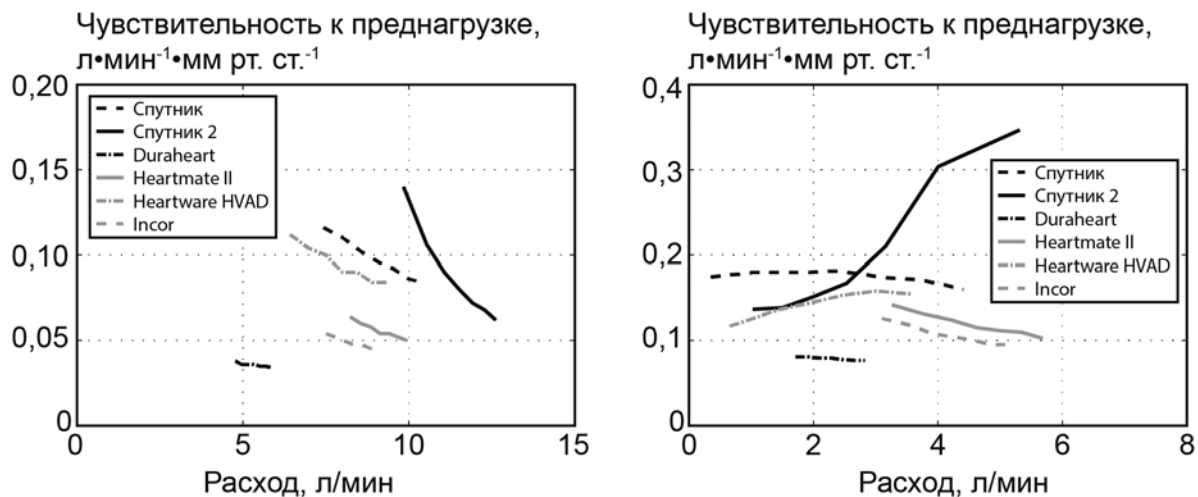 Чувствительность к преднагрузке,
л•мин⁻¹•мм рт. ст.⁻¹
0,20
0,15
0,10
0,05
0
Спутник
Спутник 2
Duraheart
Heartmate II
Heartware HVAD
Incor
0
5
10
15
Расход, л/мин
Чувствительность к преднагрузке,
л•мин⁻¹•мм рт. ст.⁻¹
0,4
0,3
0,2
0,1
0
Спутник
Спутник 2
Duraheart
Heartmate II
Heartware HVAD
Incor
0
2
4
6
8
Расход, л/мин